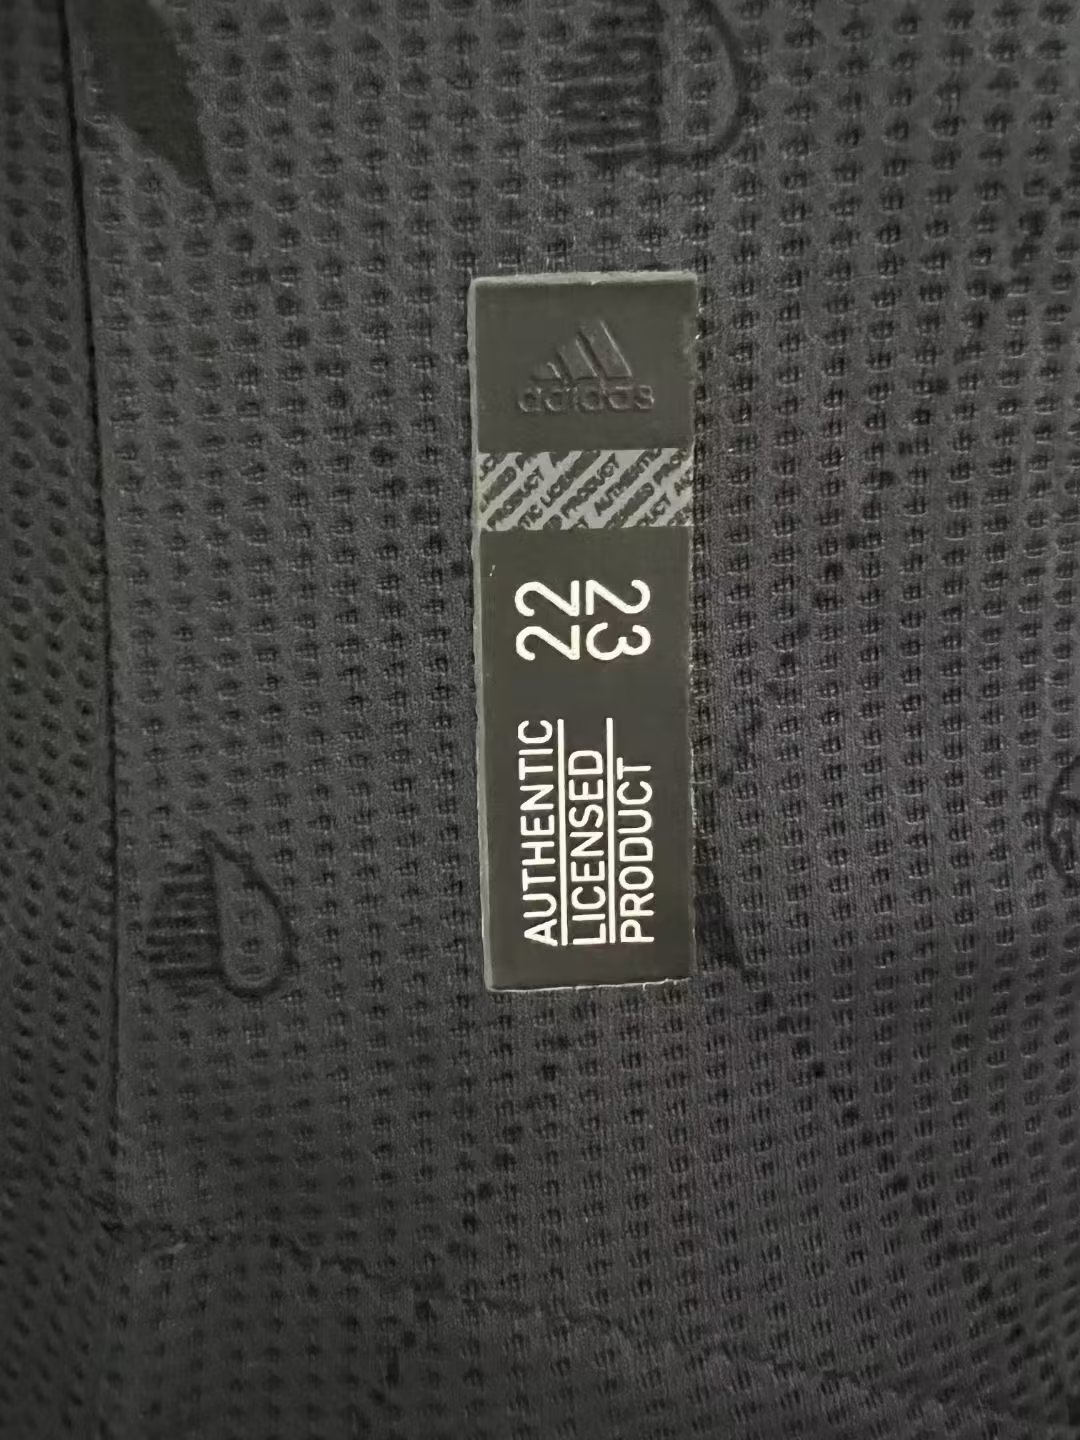 adidas
22
23
AUTHENTIC
LICENSED
PRODUCT